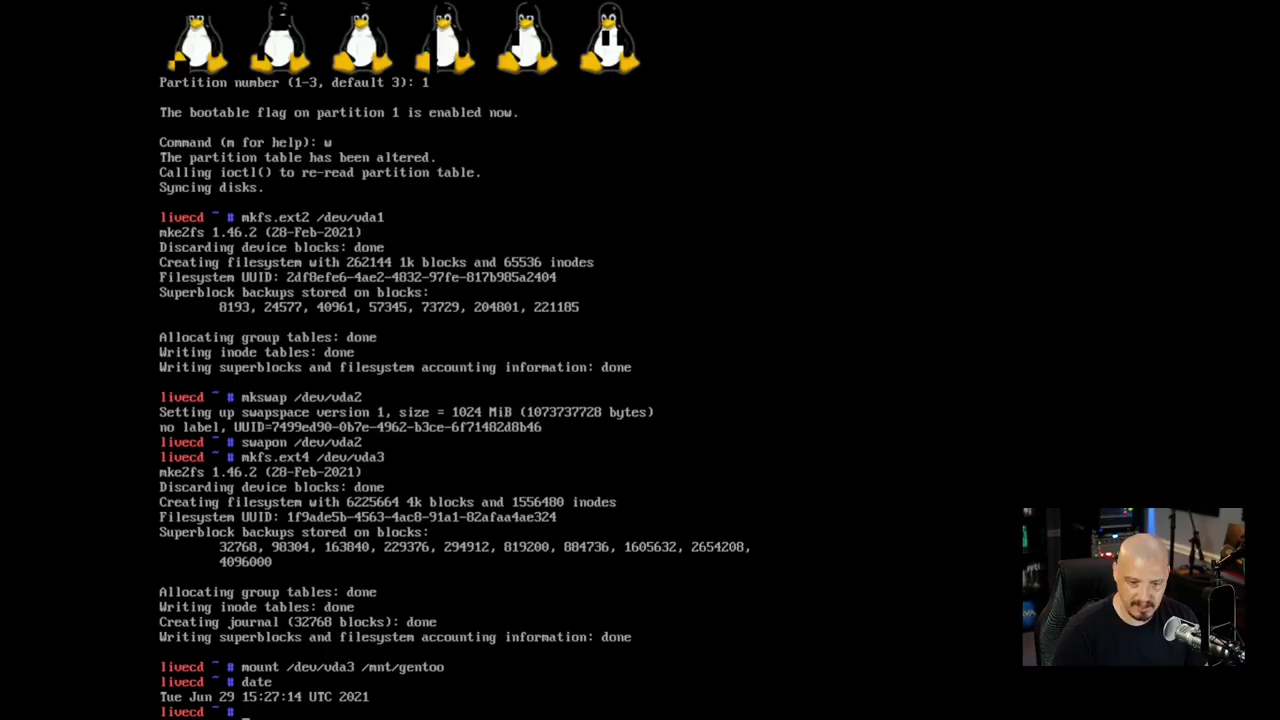 Partition number (1-3, default 3): 1
The bootable flag on partition 1 is enabled now.
Command (m for help): w
The partition table has been altered.
Calling ioctl() to re-read partition table.
Syncing disks.
livecd ~ # mkfs.ext2 /dev/vda1
mke2fs 1.46.2 (28-Feb-2021)
Discarding device blocks: done
Creating filesystem with 262144 1k blocks and 65536 inodes
Filesystem UUID: 2df8efe6-4ae2-4832-97fe-817b985a2404
Superblock backups stored on blocks:
8193, 24577, 40961, 57345, 73729, 204801, 221185
Allocating group tables: done
Writing inode tables: done
Writing superblocks and filesystem accounting information: done
livecd ~ # mkswap /dev/vda2
Setting up swapspace version 1, size = 1024 MiB (1073737728 bytes)
no label, UUID=7499ed90-0b7e-4962-b3ce-6f71482d8b46
livecd ~ # swapon /dev/vda2
livecd ~ # mkfs.ext4 /dev/vda3
mke2fs 1.46.2 (28-Feb-2021)
Discarding device blocks: done
Creating filesystem with 6225664 4k blocks and 1556480 inodes
Filesystem UUID: 1f9ade5b-4563-4ac8-91a1-82afaa4ae324
Superblock backups stored on blocks:
32768, 98304, 163840, 229376, 294912, 819200, 884736, 1605632, 2654208,
4096000
Allocating group tables: done
Writing inode tables: done
Creating journal (32768 blocks): done
Writing superblocks and filesystem accounting information: done
livecd ~ # mount /dev/vda3 /mnt/gentoo
livecd ~ # date
Tue Jun 29 15:27:14 UTC 2021
livecd ~ #